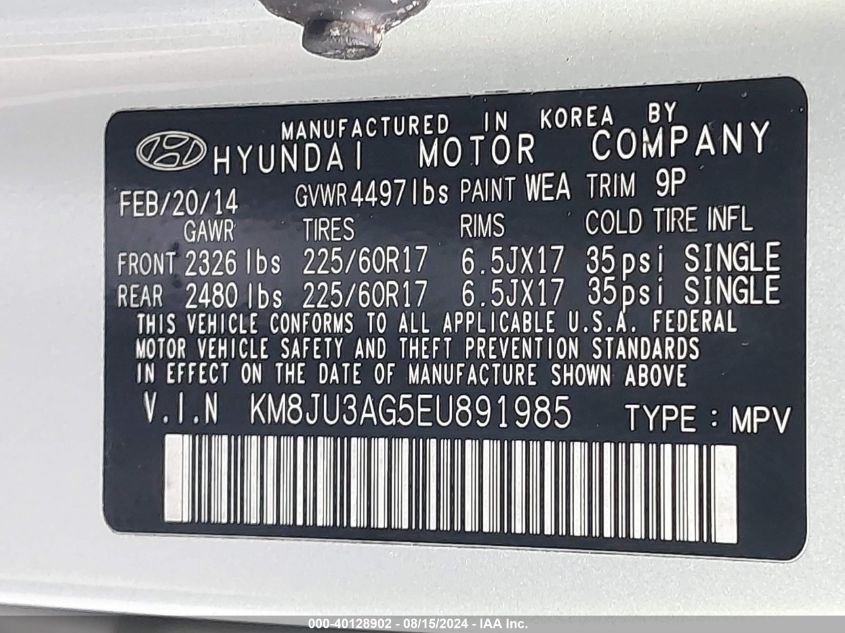 MANUFACTURED IN KOREA BY
HYUNDAI MOTOR COMPANY
FEB/20/14 GVWR 4497lbs PAINT WEA TRIM 9P
GAWR TIRES RIMS COLD TIRE INFL
FRONT 2326 lbs 225/60R17 6.5JX17 35psi SINGLE
REAR 2480 lbs 225/60R17 6.5JX17 35psi SINGLE
THIS VEHICLE CONFORMS TO ALL APPLICABLE U.S.A. FEDERAL
MOTOR VEHICLE SAFETY AND THEFT PREVENTION STANDARDS
IN EFFECT ON THE DATE OF MANUFACTURE SHOWN ABOVE
V.I.N KM8JU3AG5EU891985 TYPE : MPV
000-40128902 - 08/15/2024 - IAA Inc.